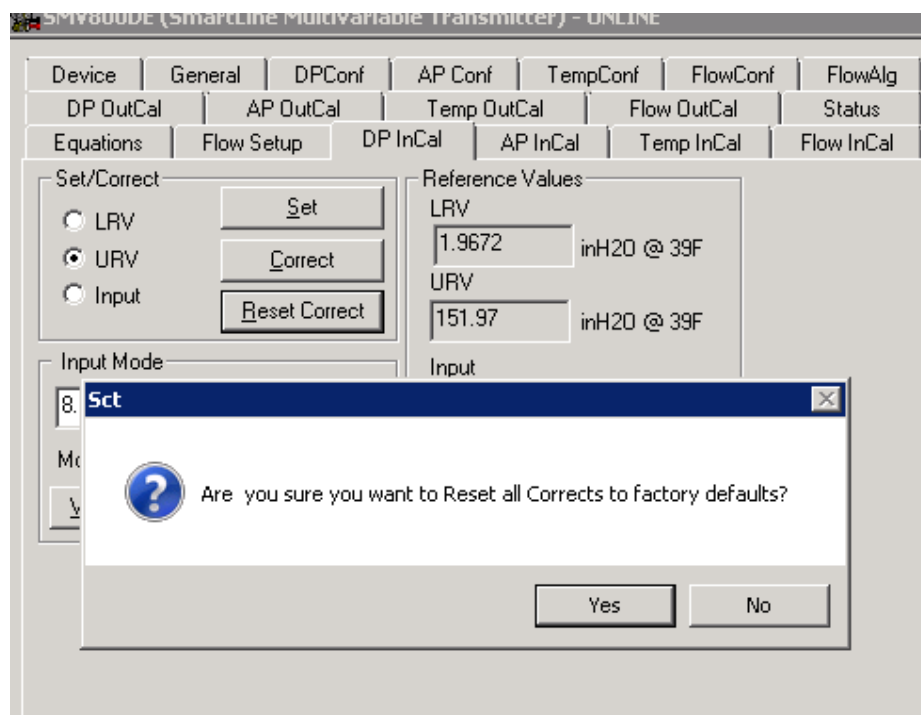 SMV800DE (SmartLine Multivariable Transmitter) - ONLINE
Device General DPConf AP Conf TempConf FlowConf FlowAlg
DP OutCal AP OutCal Temp OutCal Flow OutCal Status
Equations Flow Setup DP InCal AP InCal Temp InCal Flow InCal
Set/Correct
LRV
URV
Input
Set
Correct
Reset Correct
Reference Values
LRV
1.9672 inH2O @ 39F
URV
151.97 inH2O @ 39F
Input
Input Mode
8.
Sct
Are you sure you want to Reset all Corrects to factory defaults?
Yes No